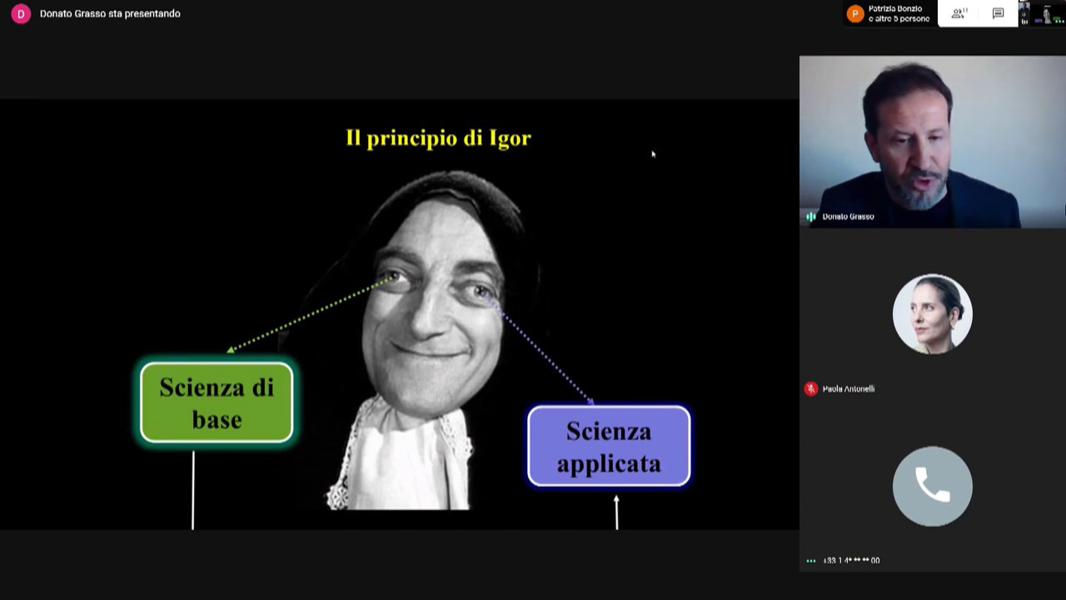 D
Donato Grasso sta presentando
P
Patrizia Bonzio
e altre 5 persone
11
Il principio di Igor
Scienza di
base
Scienza
applicata
Donato Grasso
Paola Antonelli
+33 1 4* ** ** 00